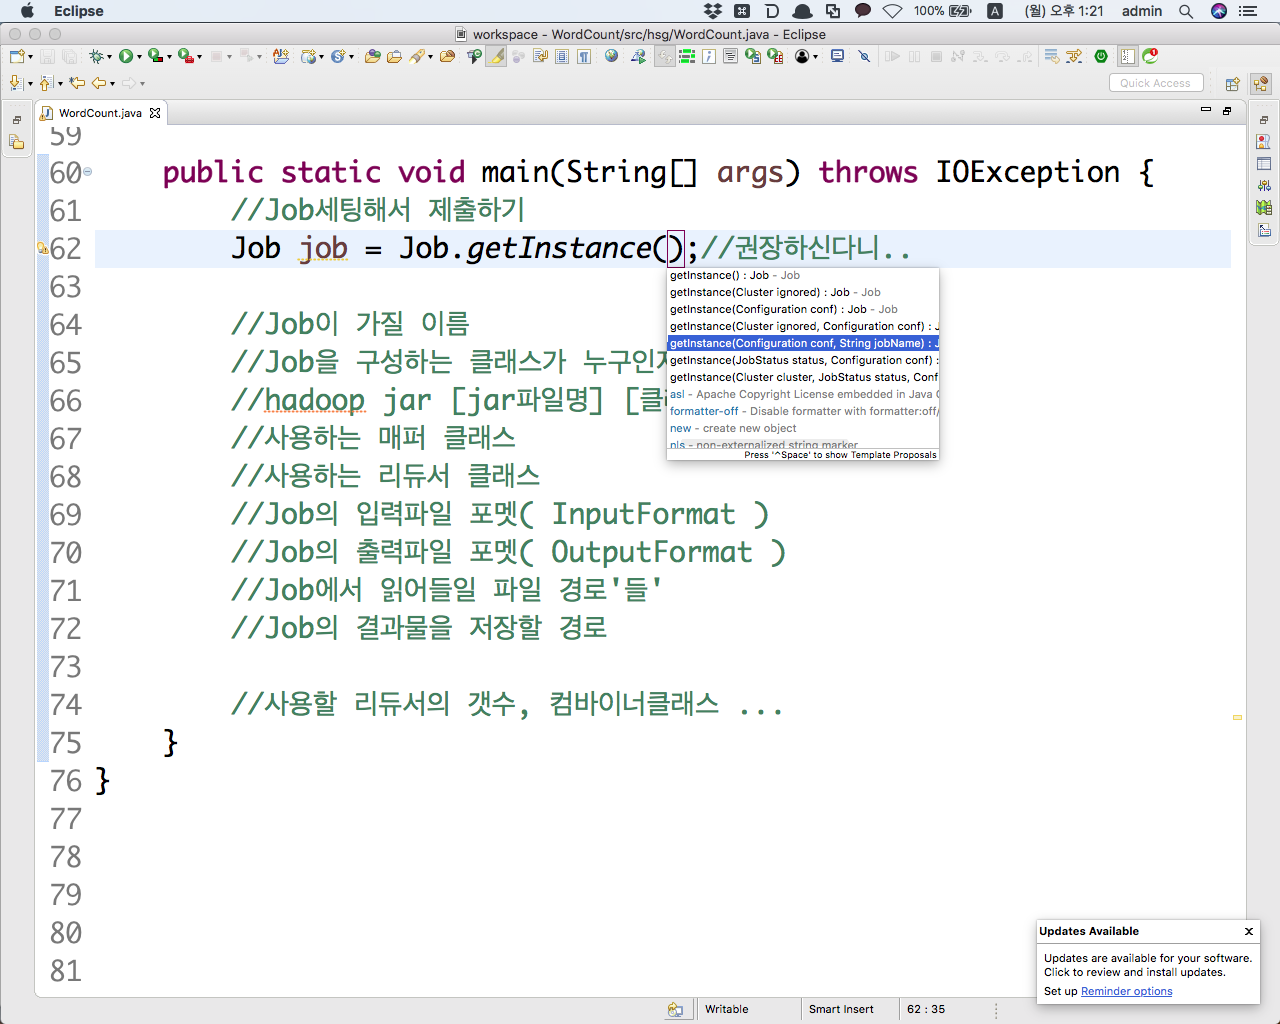 Eclipse
100%
A
(월) 오후 1:21
admin
workspace - WordCount/src/hsg/WordCount.java - Eclipse
Quick Access
WordCount.java
59
60 public static void main(String[] args) throws IOException {
61 //Job세팅해서 제출하기
62 Job job = Job.getInstance();//권장하신다니..
getInstance() : Job - Job
63
getInstance(Cluster ignored) : Job - Job
getInstance(Configuration conf) : Job - Job
64 //Job이 가질 이름
getInstance(Cluster ignored, Configuration conf) : J
getInstance(Configuration conf, String jobName) : J
65 //Job을 구성하는 클래스가 누구인지
getInstance(JobStatus status, Configuration conf) :
getInstance(Cluster cluster, JobStatus status, Conf
66 //hadoop jar [jar파일명] [클
asl - Apache Copyright License embedded in Java C
formatter-off - Disable formatter with formatter:off/
67 //사용하는 매퍼 클래스
new - create new object
nls - non-externalized string marker
Press '^Space' to show Template Proposals
68 //사용하는 리듀서 클래스
69 //Job의 입력파일 포멧( InputFormat )
70 //Job의 출력파일 포멧( OutputFormat )
71 //Job에서 읽어들일 파일 경로'들'
72 //Job의 결과물을 저장할 경로
73
74 //사용할 리듀서의 갯수, 컴바이너클래스 ...
75 }
76 }
77
78
79
80
81
Updates Available
Updates are available for your software.
Click to review and install updates.
Set up Reminder options
Writable
Smart Insert
62 : 35